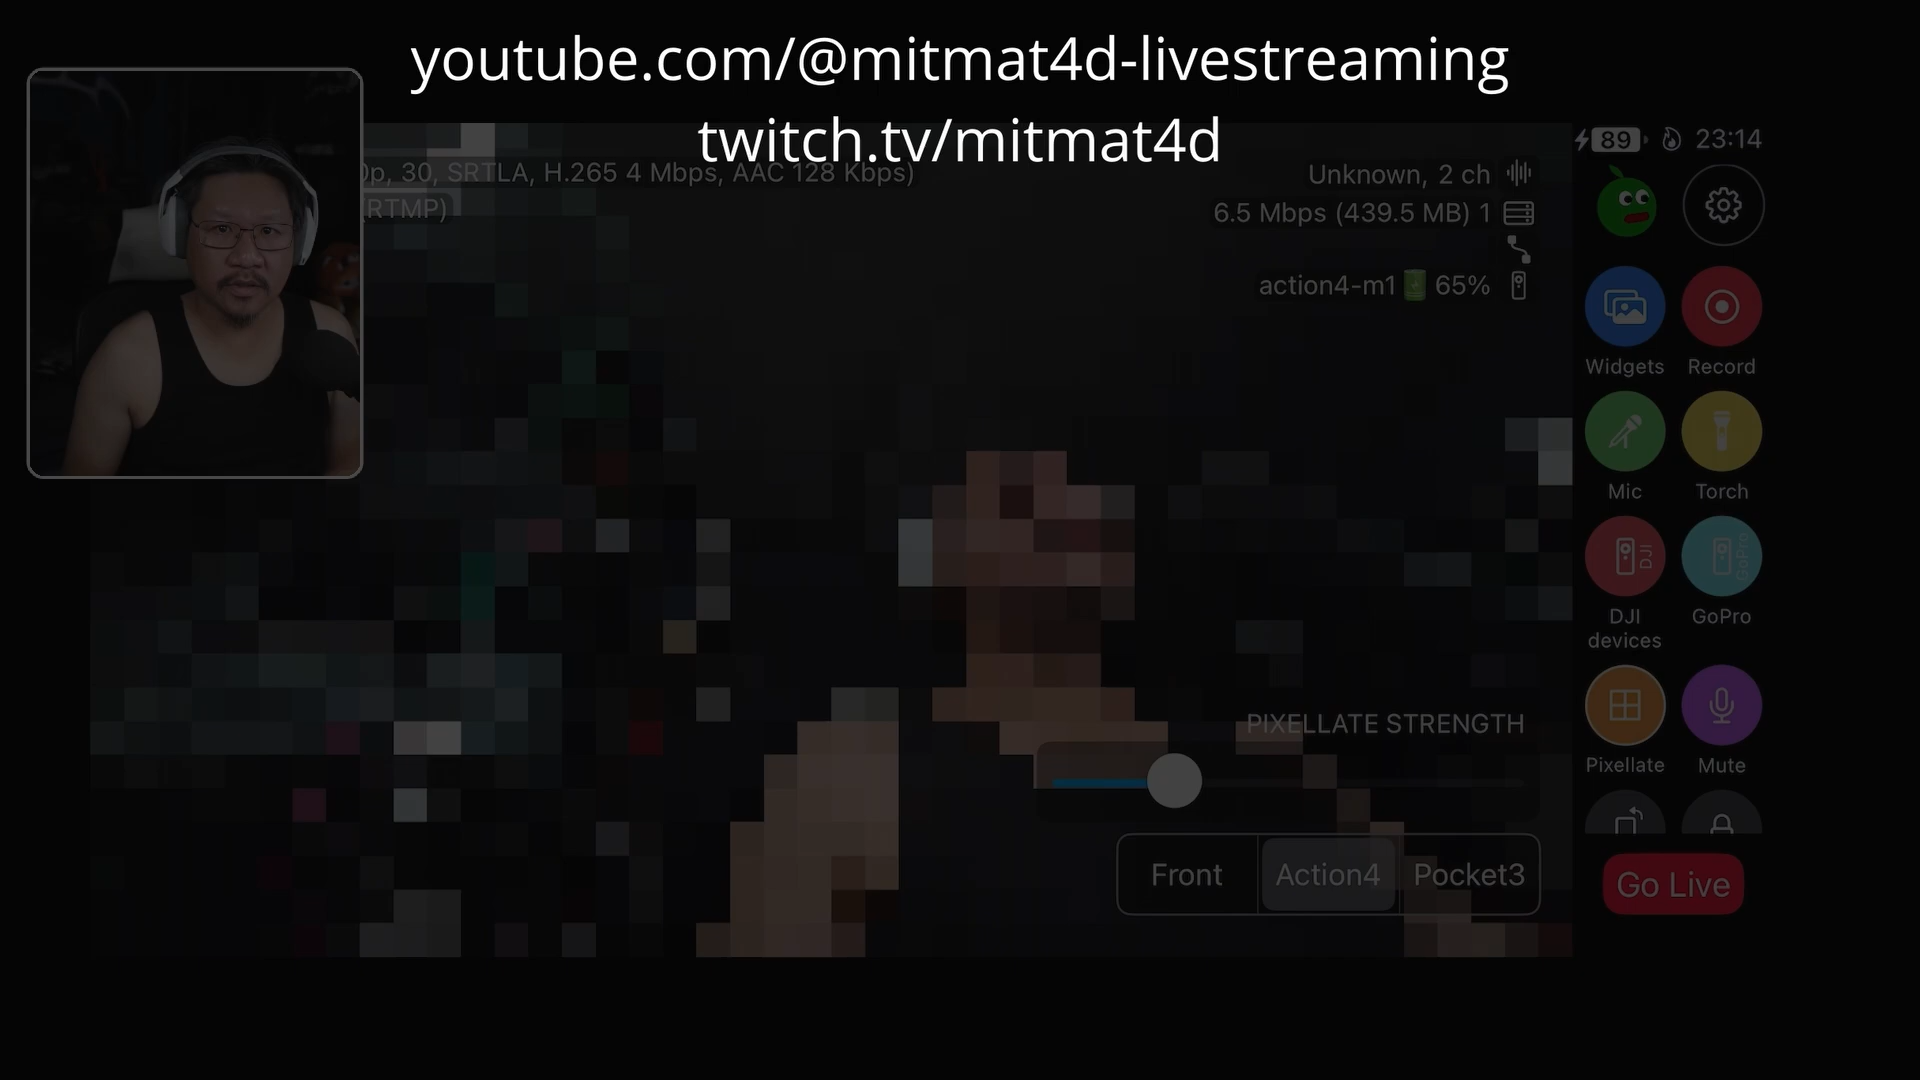 youtube.com/@mitmat4d-livestreaming
twitch.tv/mitmat4d
p, 30, SRTLA, H.265 4 Mbps, AAC 128 Kbps)
(RTMP)
Unknown, 2 ch
6.5 Mbps (439.5 MB) 1
action4-m1 65%
89 23:14
Widgets Record
Mic Torch
DJI GoPro
DJI devices GoPro
Pixellate Mute
PIXELLATE STRENGTH
Front Action4 Pocket3
Go Live